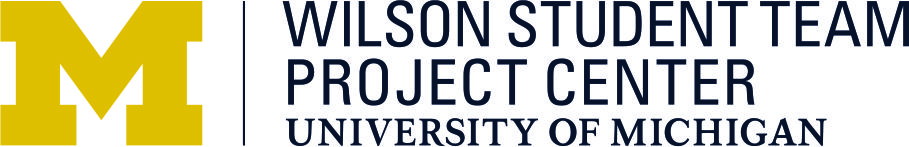 M
WILSON STUDENT TEAM
PROJECT CENTER
UNIVERSITY OF MICHIGAN